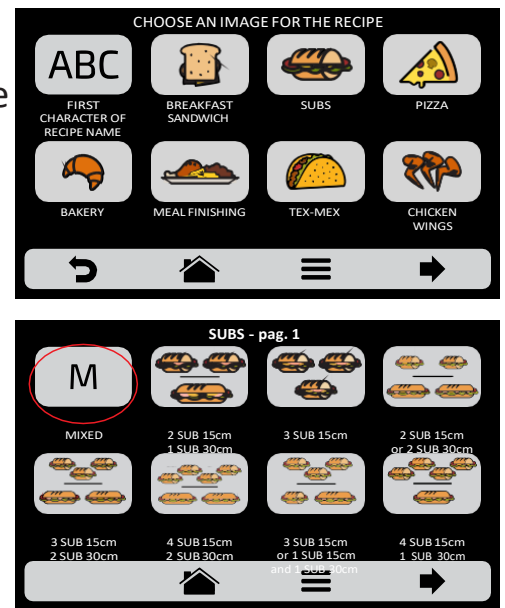 CHOOSE AN IMAGE FOR THE RECIPE
ABC
FIRST
CHARACTER OF
RECIPE NAME
BREAKFAST
SANDWICH
SUBS
PIZZA
e
BAKERY
MEAL FINISHING
TEX-MEX
CHICKEN
WINGS
SUBS - pag. 1
M
MIXED
2 SUB 15cm
1 SUB 30cm
3 SUB 15cm
2 SUB 15cm
or 2 SUB 30cm
3 SUB 15cm
2 SUB 30cm
4 SUB 15cm
2 SUB 30cm
3 SUB 15cm
or 1 SUB 15cm
and 1 SUB 30cm
4 SUB 15cm
1 SUB 30cm